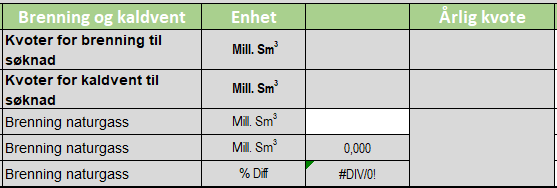 Brenning og kaldvent Enhet Årlig kvote
Kvoter for brenning til
søknad Mill. Sm³
Kvoter for kaldvent til
søknad Mill. Sm³
Brenning naturgass Mill. Sm³
Brenning naturgass Mill. Sm³ 0,000
Brenning naturgass % Diff #DIV/0!